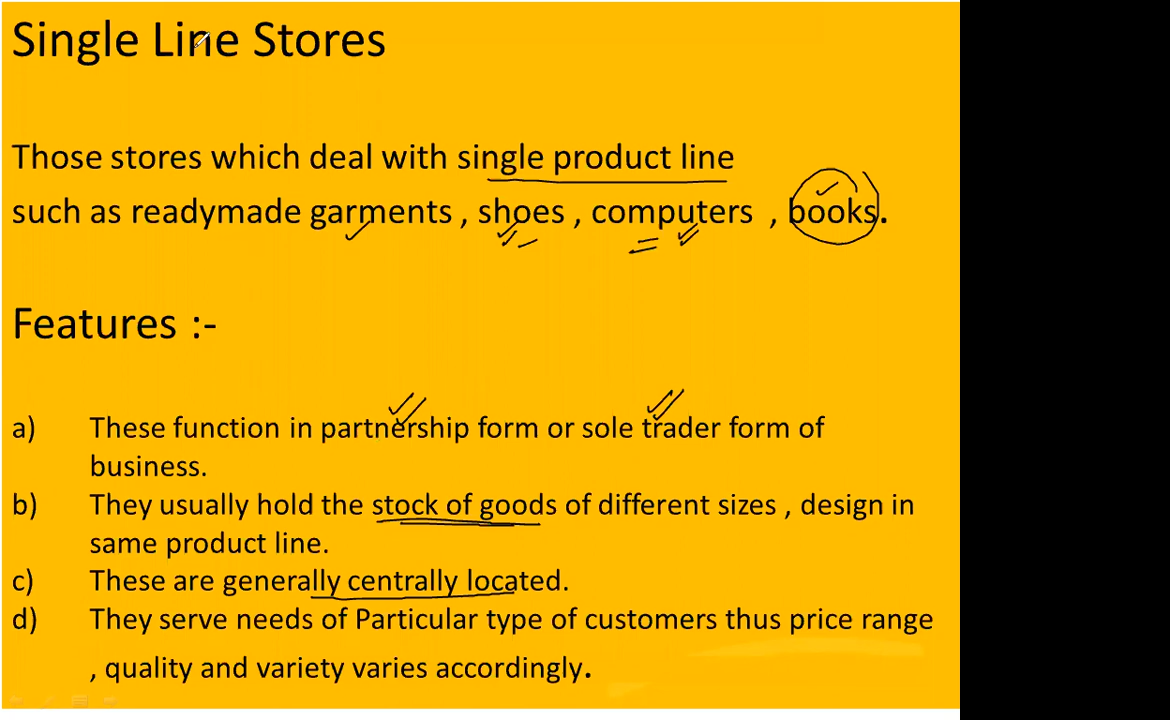 Single Line Stores
Those stores which deal with single product line
such as readymade garments , shoes , computers , books.
Features :-
a) These function in partnership form or sole trader form of
business.
b) They usually hold the stock of goods of different sizes , design in
same product line.
c) These are generally centrally located.
d) They serve needs of Particular type of customers thus price range
, quality and variety varies accordingly.